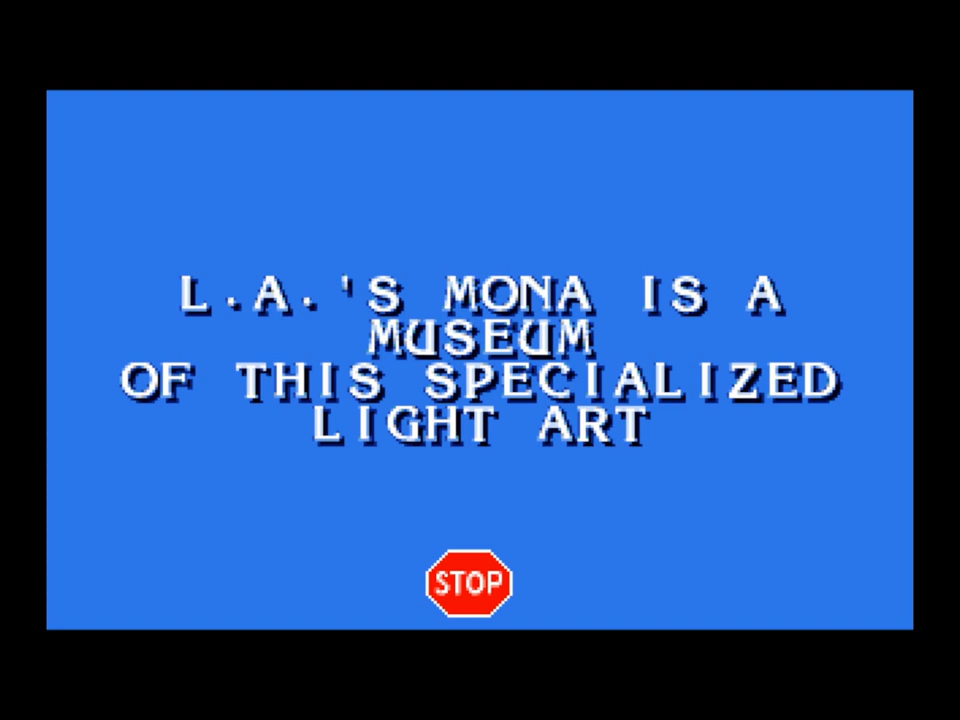 L.A.'S MONA IS A
MUSEUM
OF THIS SPECIALIZED
LIGHT ART
STOP